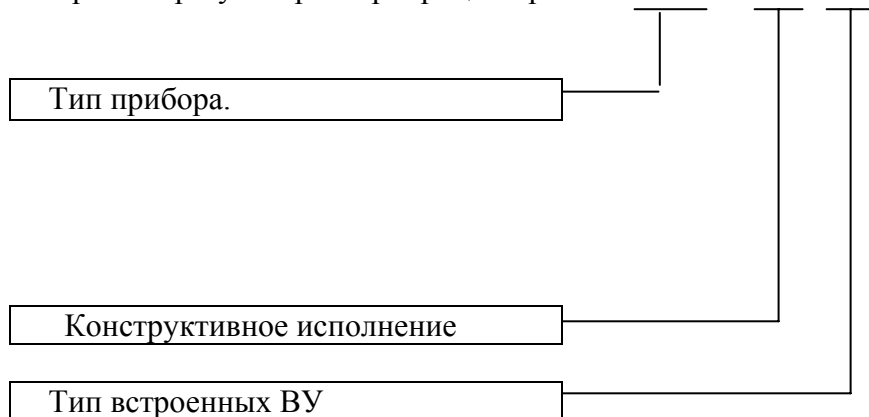 Тип прибора.
Конструктивное исполнение
Тип встроенных ВУ